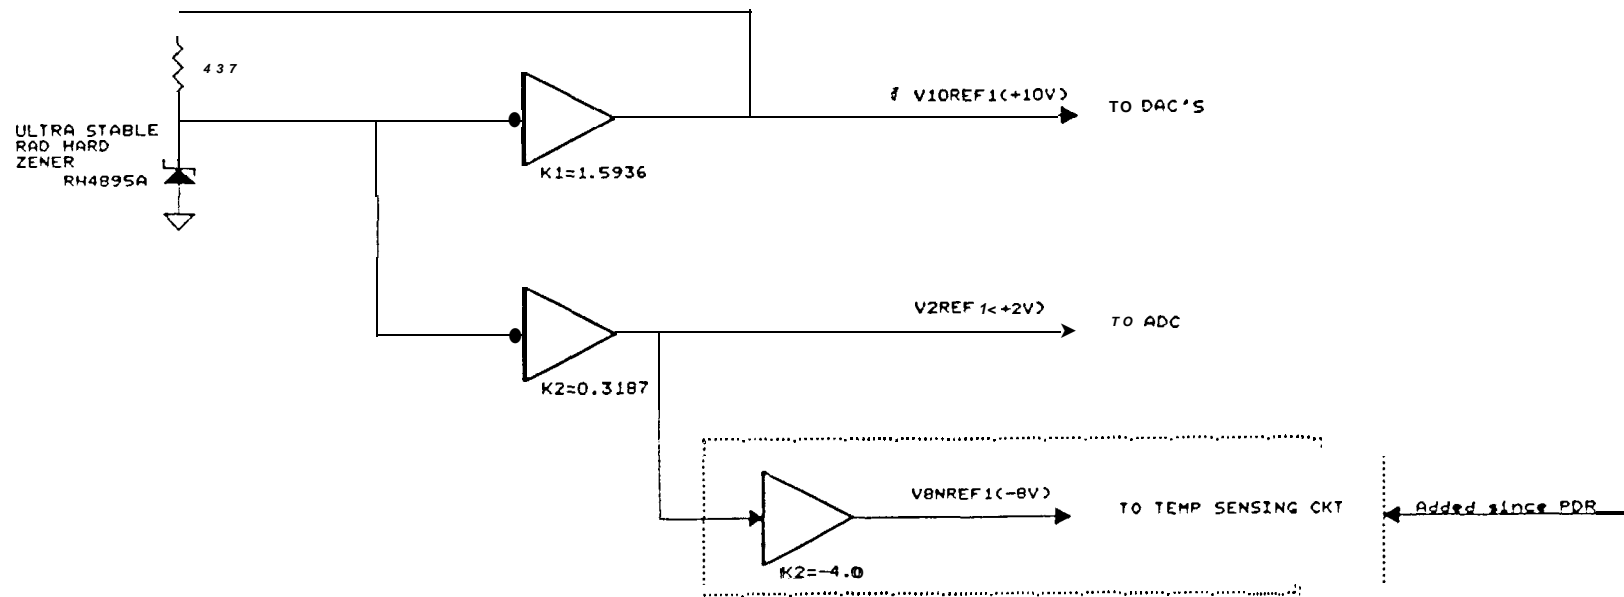 437
ULTRA STABLE
RAD HARD
ZENER
RH4895A
K1=1.5936
V10REF1(+10V)
TO DAC'S
V2REF1<+2V)
TO ADC
K2=0.3187
V8NREF1(-8V)
TO TEMP SENSING CKT
Added since PDR
K2=-4.0